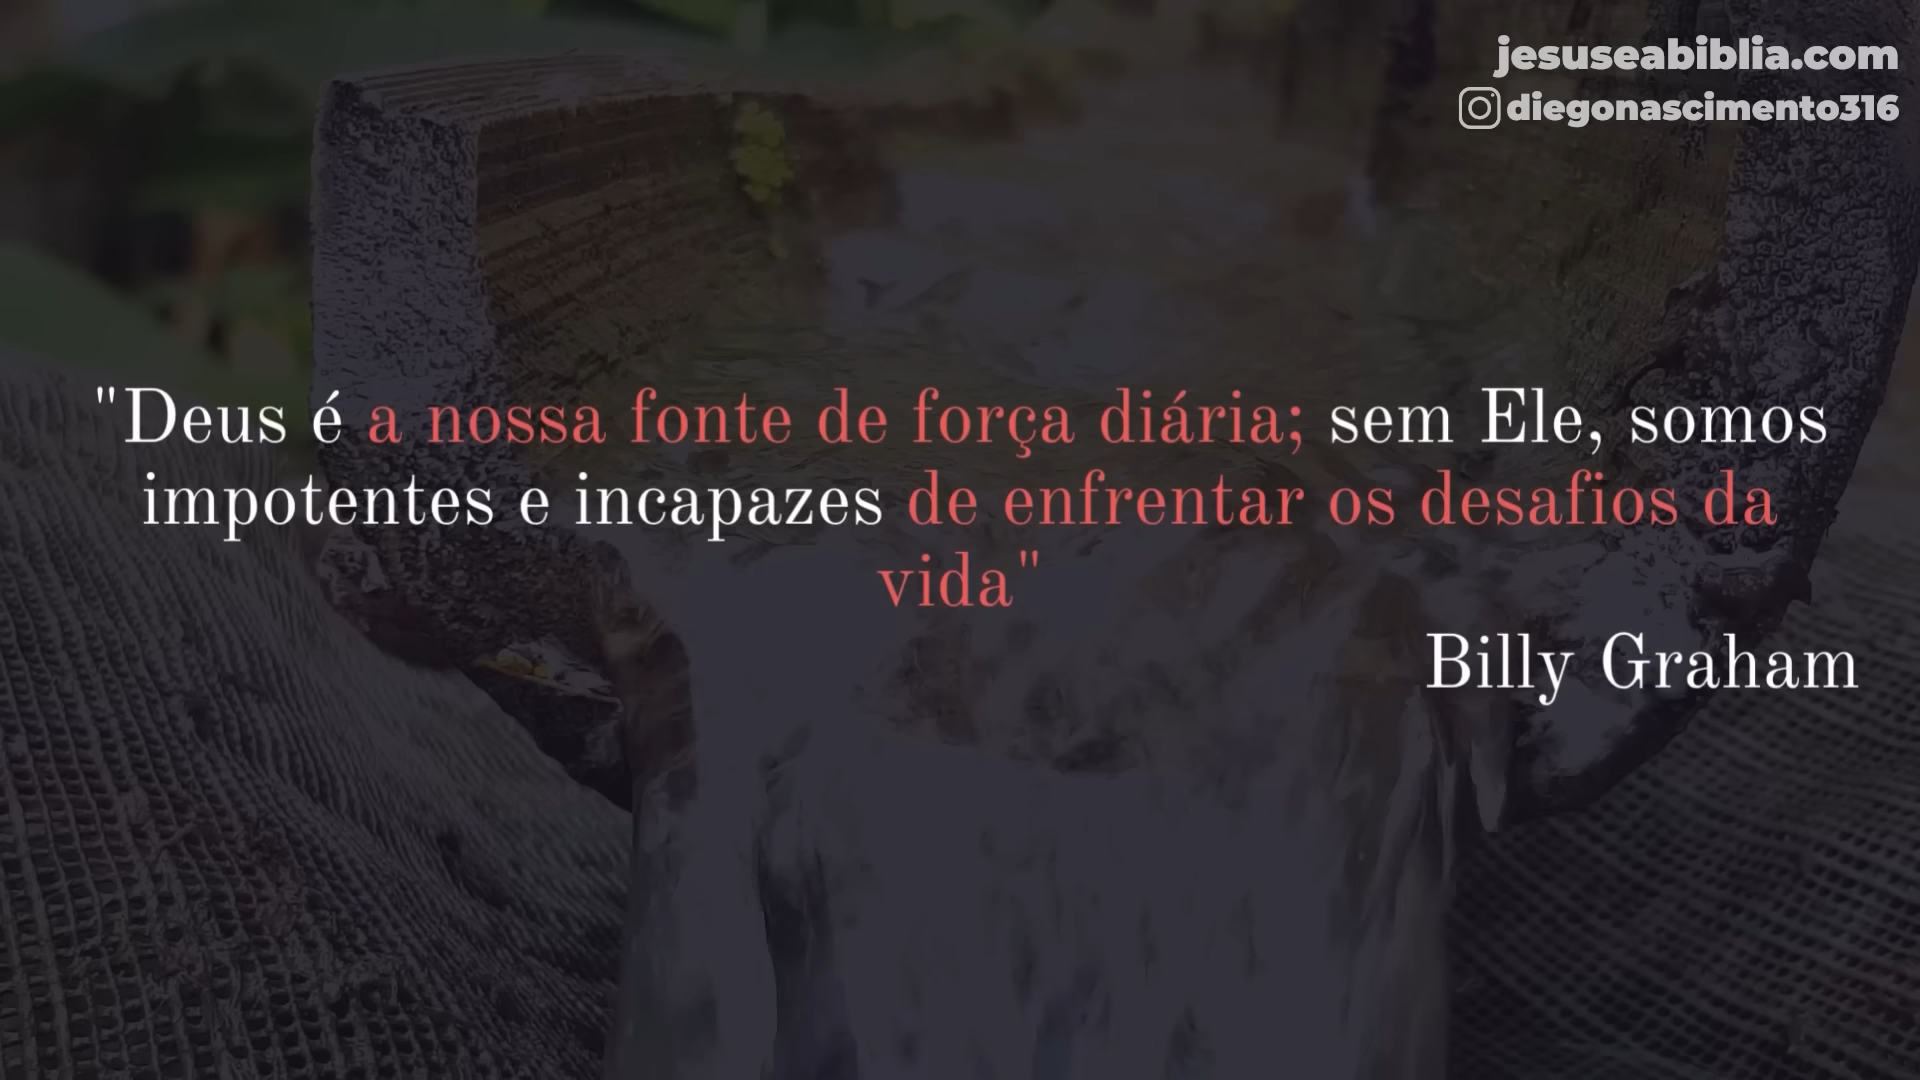 jesuseabiblia.com
diegonascimento316
"Deus é a nossa fonte de força diária; sem Ele, somos
impotentes e incapazes de enfrentar os desafios da
vida"
Billy Graham